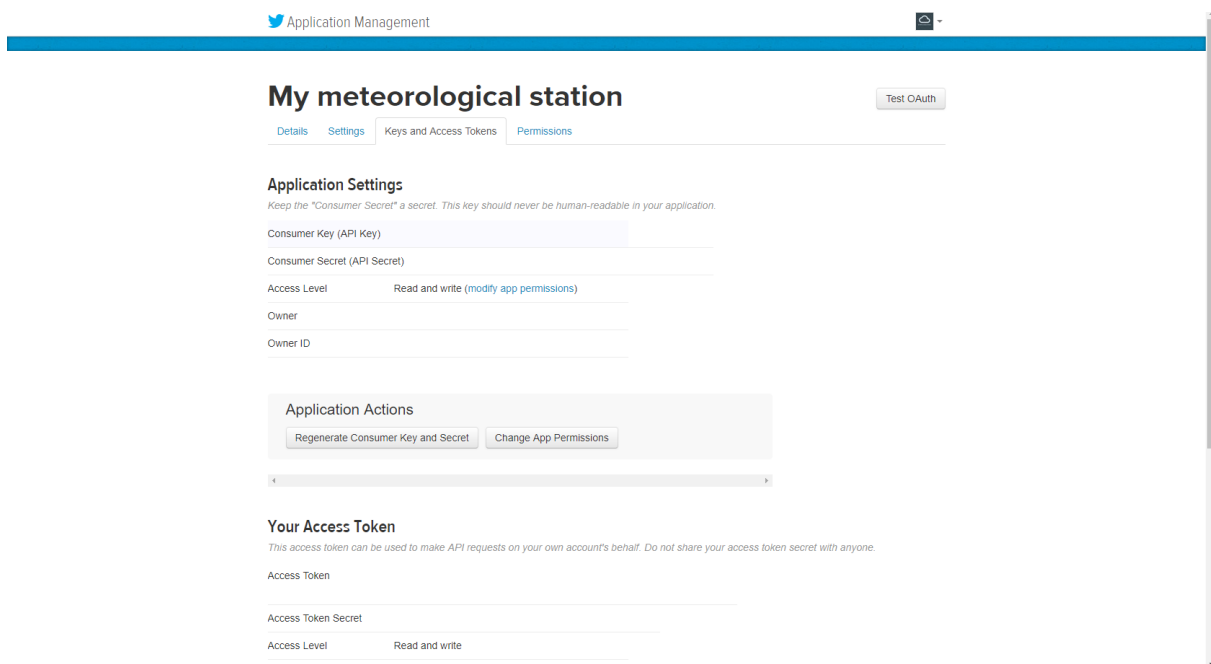 Application Management
My meteorological station
Test OAuth
Details Settings Keys and Access Tokens Permissions
Application Settings
Keep the "Consumer Secret" a secret. This key should never be human-readable in your application.
Consumer Key (API Key)
Consumer Secret (API Secret)
Access Level Read and write (modify app permissions)
Owner
Owner ID
Application Actions
Regenerate Consumer Key and Secret Change App Permissions
Your Access Token
This access token can be used to make API requests on your own account's behalf. Do not share your access token secret with anyone.
Access Token
Access Token Secret
Access Level Read and write